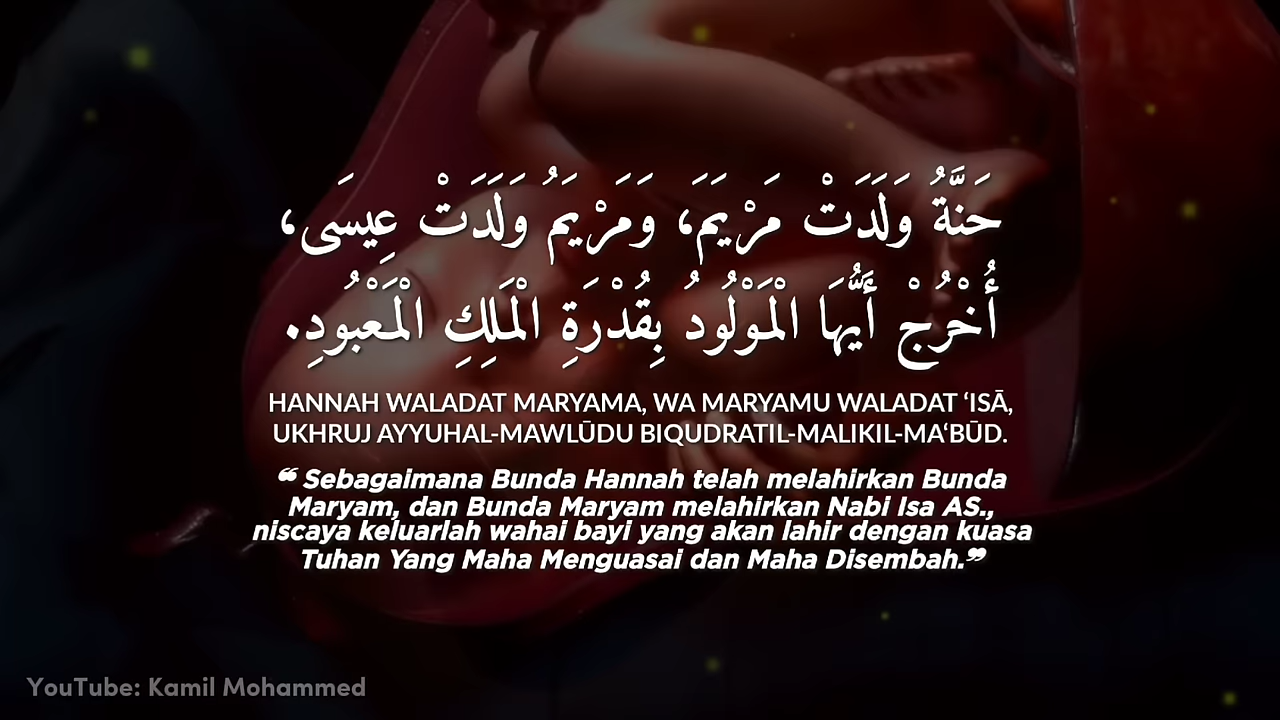 حَنَّةُ وَلَدَتْ مَرْيَمَ، وَمَرْيَمُ وَلَدَتْ عِيسَى،
أُخْرُجْ أَيُّهَا الْمَوْلُودُ بِقُدْرَةِ الْمَلِكِ الْمَعْبُودِ.
HANNAH WALADAT MARYAMA, WA MARYAMU WALADAT ‘ISĀ,
UKHRUJ AYYUHAL-MAWLŪDU BIQUDRATIL-MALIKIL-MA‘BŪD.
❝ Sebagaimana Bunda Hannah telah melahirkan Bunda
Maryam, dan Bunda Maryam melahirkan Nabi Isa AS.,
niscaya keluarlah wahai bayi yang akan lahir dengan kuasa
Tuhan Yang Maha Menguasai dan Maha Disembah.❞
YouTube: Kamil Mohammed